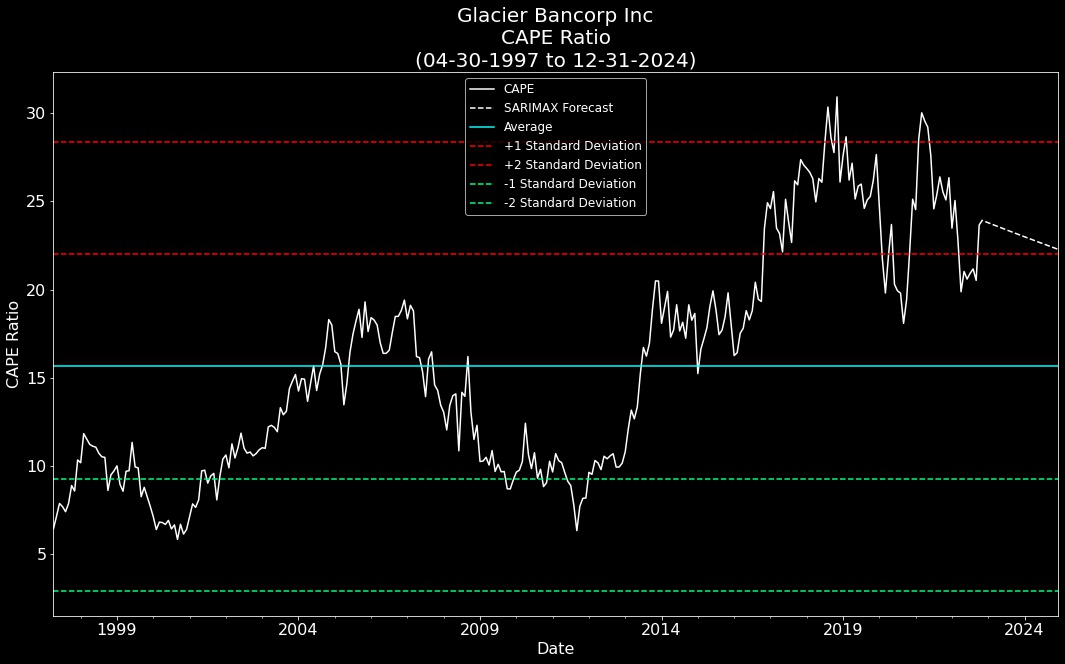 Glacier Bancorp Inc
CAPE Ratio
(04-30-1997 to 12-31-2024)
CAPE
SARIMAX Forecast
Average
+1 Standard Deviation
+2 Standard Deviation
-1 Standard Deviation
-2 Standard Deviation
CAPE Ratio
30
25
20
15
10
5
1999 2004 2009 2014 2019 2024
Date